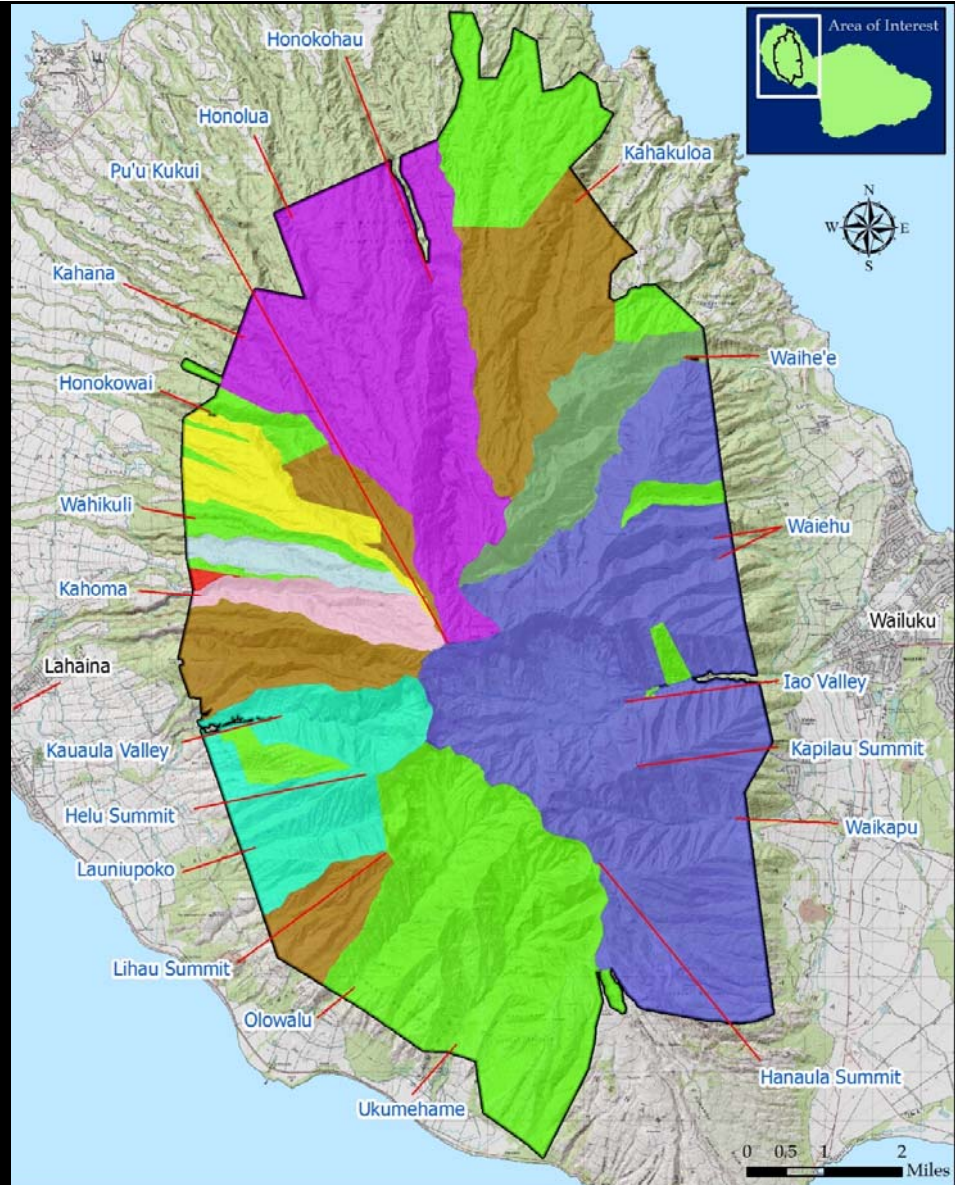 Honokohau
Area of Interest
Honolua
Pu'u Kukui
Kahakuloa
N
W
E
S
Kahana
Waihe'e
Honokowai
Wahikuli
Waiehu
Kahoma
Wailuku
Lahaina
Iao Valley
Kauaula Valley
Kapilau Summit
Helu Summit
Waikapu
Launiupoko
Lihau Summit
Olowalu
Hanaula Summit
Ukumehame
0 0.5 1 2
Miles